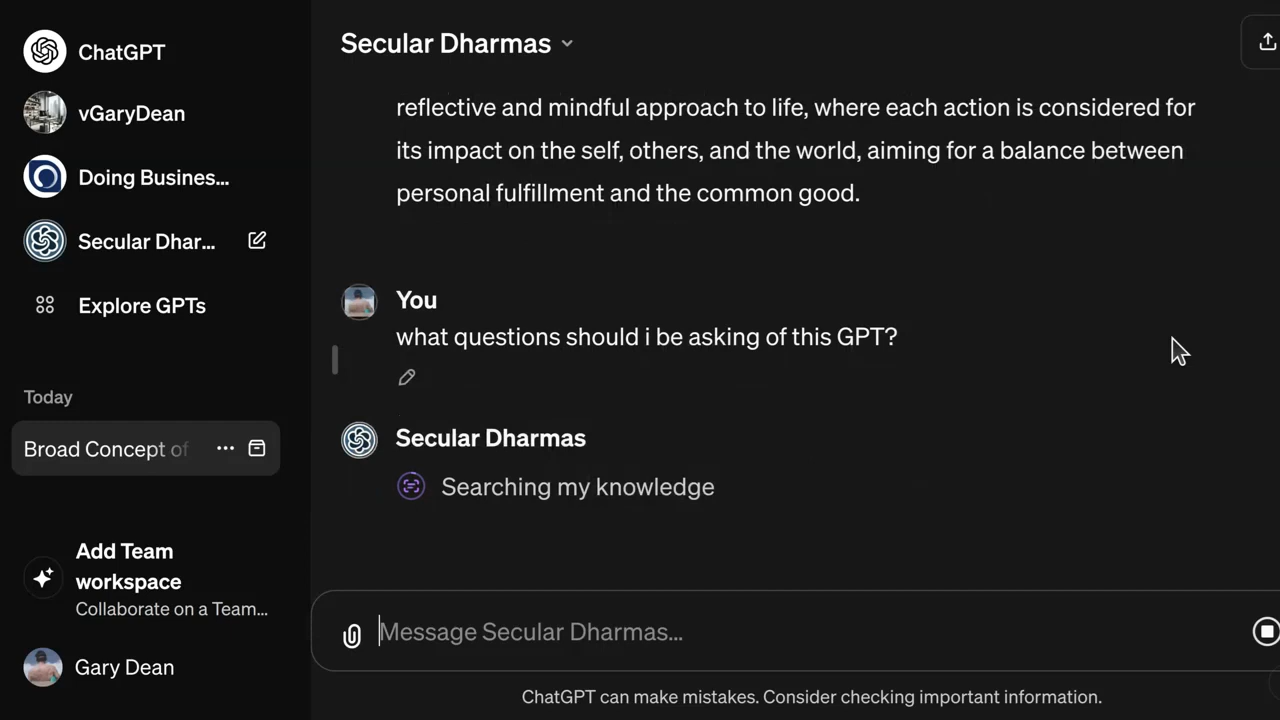 ChatGPT
vGaryDean
Doing Busines...
Secular Dhar...
Explore GPTs
Today
Broad Concept of
Add Team
workspace
Collaborate on a Team...
Gary Dean
Secular Dharmas
reflective and mindful approach to life, where each action is considered for
its impact on the self, others, and the world, aiming for a balance between
personal fulfillment and the common good.
You
what questions should i be asking of this GPT?
Secular Dharmas
Searching my knowledge
Message Secular Dharmas...
ChatGPT can make mistakes. Consider checking important information.